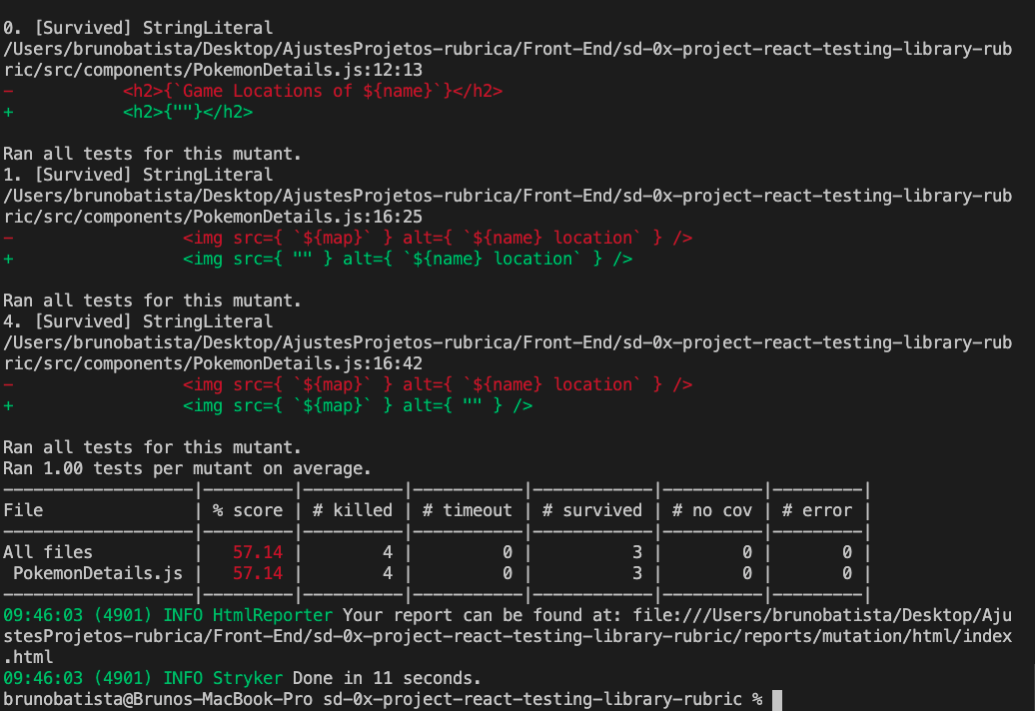 0. [Survived] StringLiteral
/Users/brunobatista/Desktop/AjustesProjetos-rubrica/Front-End/sd-0x-project-react-testing-library-rub
ric/src/components/PokemonDetails.js:12:13
-           <h2>{`Game Locations of ${name}`}</h2>
+           <h2>{""}</h2>

Ran all tests for this mutant.
1. [Survived] StringLiteral
/Users/brunobatista/Desktop/AjustesProjetos-rubrica/Front-End/sd-0x-project-react-testing-library-rub
ric/src/components/PokemonDetails.js:16:25
-                 <img src={ `${map}` } alt={ `${name} location` } />
+                 <img src={ "" } alt={ `${name} location` } />

Ran all tests for this mutant.
4. [Survived] StringLiteral
/Users/brunobatista/Desktop/AjustesProjetos-rubrica/Front-End/sd-0x-project-react-testing-library-rub
ric/src/components/PokemonDetails.js:16:42
-                 <img src={ `${map}` } alt={ `${name} location` } />
+                 <img src={ `${map}` } alt={ "" } />

Ran all tests for this mutant.
Ran 1.00 tests per mutant on average.
-------------------|---------|----------|-----------|------------|----------|---------|
File               | % score | # killed | # timeout | # survived | # no cov | # error |
-------------------|---------|----------|-----------|------------|----------|---------|
All files          |   57.14 |        4 |         0 |          3 |        0 |       0 |
 PokemonDetails.js |   57.14 |        4 |         0 |          3 |        0 |       0 |
-------------------|---------|----------|-----------|------------|----------|---------|
09:46:03 (4901) INFO HtmlReporter Your report can be found at: file:///Users/brunobatista/Desktop/Aju
stesProjetos-rubrica/Front-End/sd-0x-project-react-testing-library-rubric/reports/mutation/html/index
.html
09:46:03 (4901) INFO Stryker Done in 11 seconds.
brunobatista@Brunos-MacBook-Pro sd-0x-project-react-testing-library-rubric %